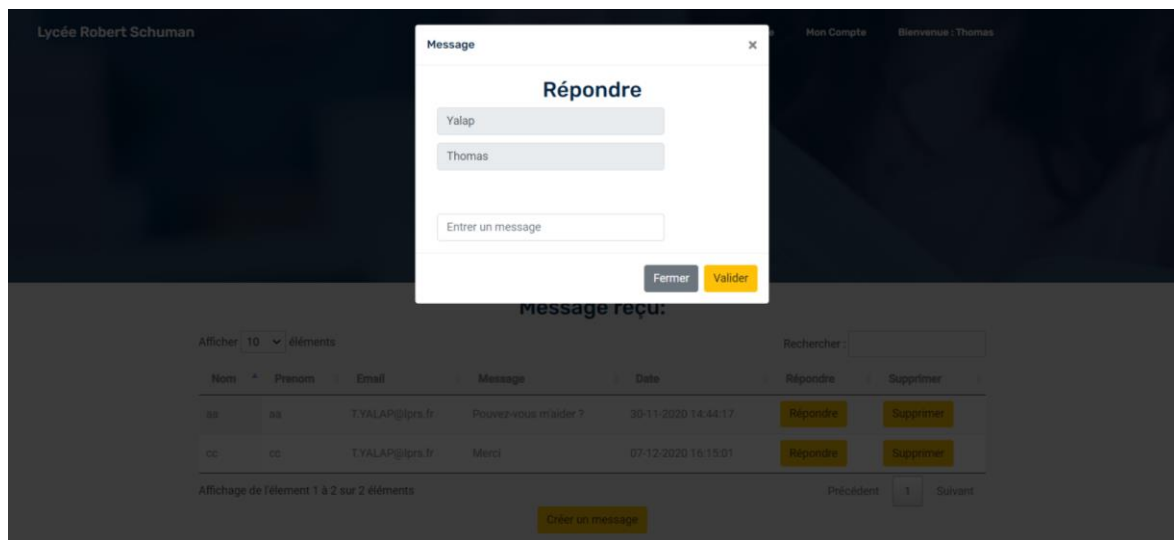 Lycée Robert Schuman
Mon Compte
Bienvenue : Thomas
Message ×
Répondre
Yalap
Thomas
Entrer un message
Fermer Valider
Message reçu:
Afficher 10 éléments
Rechercher :
Nom Prenom Email Message Date Répondre Supprimer
aa aa T.YALAP@lprs.fr Pouvez-vous m'aider ? 30-11-2020 14:44:17 Répondre Supprimer
cc cc T.YALAP@lprs.fr Merci 07-12-2020 16:15:01 Répondre Supprimer
Affichage de l'élement 1 à 2 sur 2 éléments
Précédent 1 Suivant
Créer un message